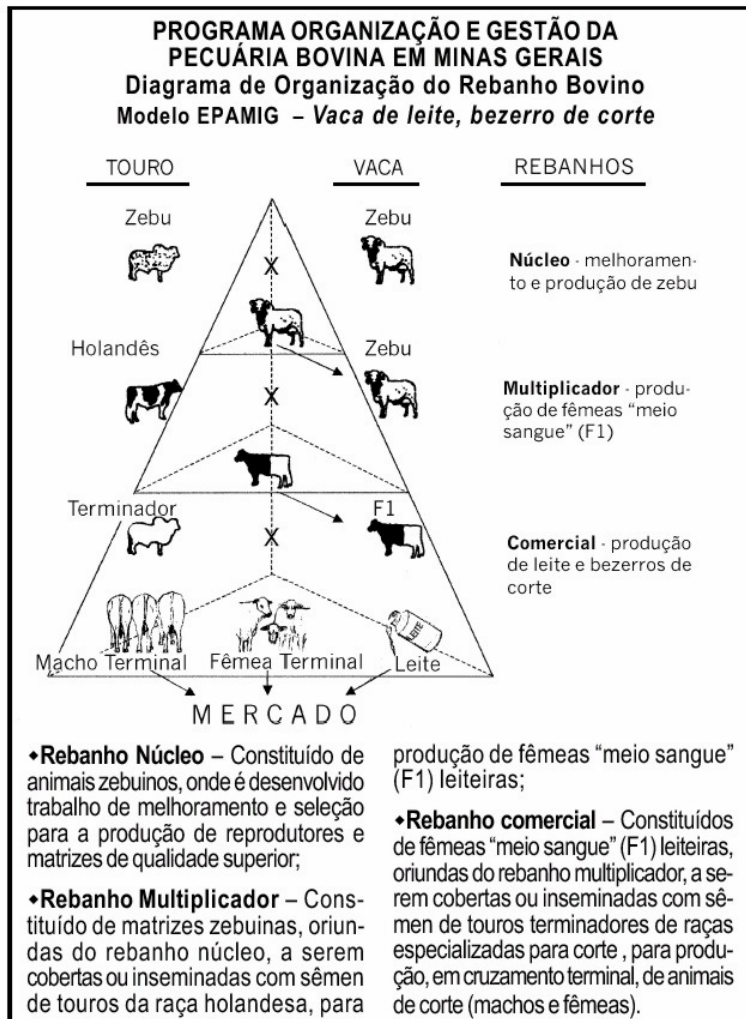 PROGRAMA ORGANIZAÇÃO E GESTÃO DA
PECUÁRIA BOVINA EM MINAS GERAIS
Diagrama de Organização do Rebanho Bovino
Modelo EPAMIG – Vaca de leite, bezerro de corte
TOURO VACA REBANHOS
Zebu Zebu
X
Núcleo - melhoramen-
to e produção de zebu
Holandês Zebu
X
Multiplicador - produ-
ção de fêmeas “meio
sangue” (F1)
Terminador F1
X
Comercial - produção
de leite e bezerros de
corte
LEITE
Macho Terminal Fêmea Terminal Leite
MERCADO
◆Rebanho Núcleo – Constituído de
animais zebuinos, onde é desenvolvido
trabalho de melhoramento e seleção
para a produção de reprodutores e
matrizes de qualidade superior;
◆Rebanho Multiplicador – Cons-
tituído de matrizes zebuinas, oriun-
das do rebanho núcleo, a serem
cobertas ou inseminadas com sêmen
de touros da raça holandesa, para
produção de fêmeas “meio sangue”
(F1) leiteiras;
◆Rebanho comercial – Constituídos
de fêmeas “meio sangue” (F1) leiteiras,
oriundas do rebanho multiplicador, a se-
rem cobertas ou inseminadas com sê-
men de touros terminadores de raças
especializadas para corte , para produ-
ção, em cruzamento terminal, de animais
de corte (machos e fêmeas).